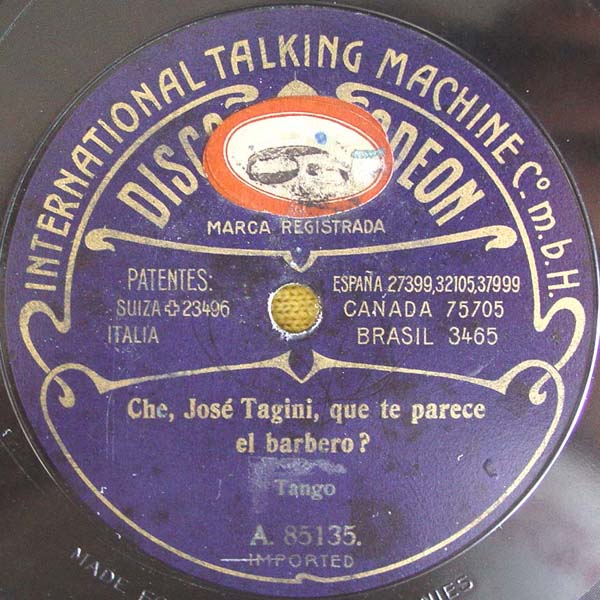 INTERNATIONAL TALKING MACHINE Cº. m.b.H.
DISCO ODEON
MARCA REGISTRADA
PATENTES:
SUIZA ✚ 23496
ITALIA
ESPAÑA 27399,32105,37999
CANADA 75705
BRASIL 3465
Che, José Tagini, que te parece
el barbero?
Tango
A. 85135.
IMPORTED
MADE